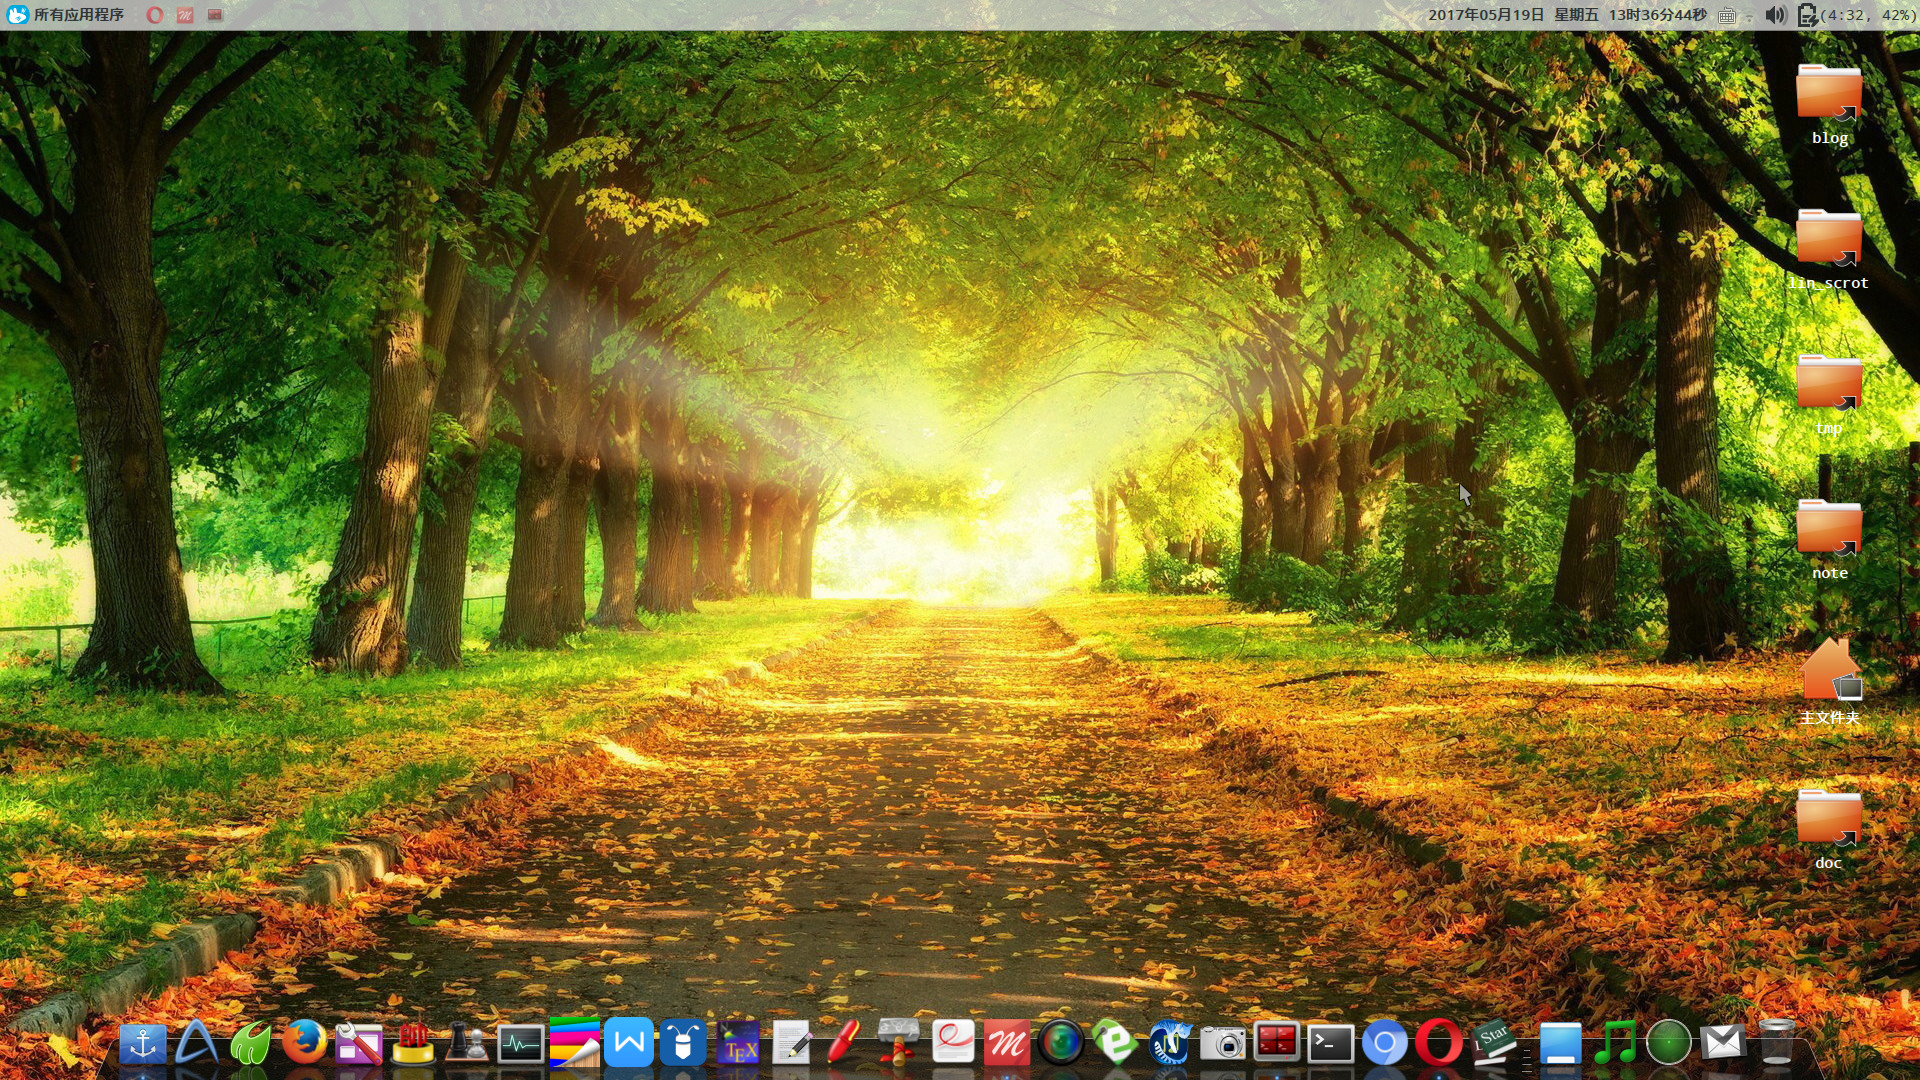 所有应用程序
2017年05月19日 星期五 13时36分44秒
(4:32, 42%)
blog
lin_scrot
tmp
note
主文件夹
doc
TEX
Star